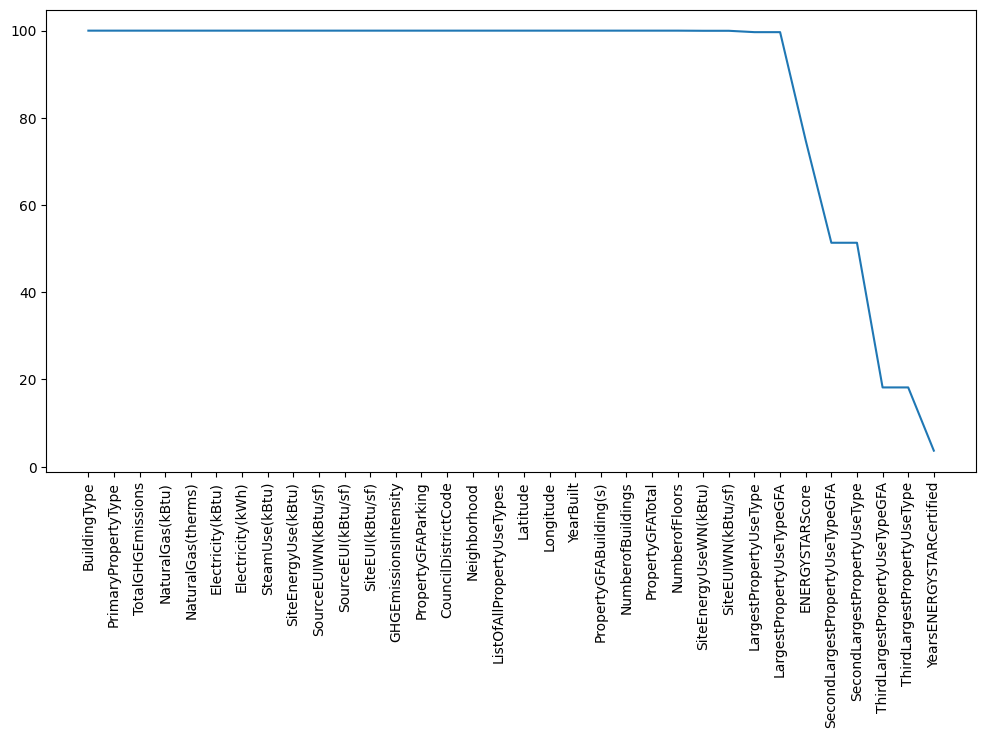 100
80
60
40
20
0
BuildingType
PrimaryPropertyType
TotalGHGEmissions
NaturalGas(kBtu)
NaturalGas(therms)
Electricity(kBtu)
Electricity(kWh)
SteamUse(kBtu)
SiteEnergyUse(kBtu)
SourceEUIWN(kBtu/sf)
SourceEUI(kBtu/sf)
SiteEUI(kBtu/sf)
GHGEmissionsIntensity
PropertyGFAParking
CouncilDistrictCode
Neighborhood
ListOfAllPropertyUseTypes
Latitude
Longitude
YearBuilt
PropertyGFABuilding(s)
NumberofBuildings
PropertyGFATotal
NumberofFloors
SiteEnergyUseWN(kBtu)
SiteEUIWN(kBtu/sf)
LargestPropertyUseType
LargestPropertyUseTypeGFA
ENERGYSTARScore
SecondLargestPropertyUseTypeGFA
SecondLargestPropertyUseType
ThirdLargestPropertyUseTypeGFA
ThirdLargestPropertyUseType
YearsENERGYSTARCertified